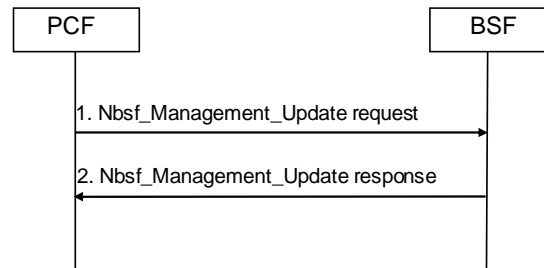 PCF
BSF
1. Nbsf_Management_Update request
2. Nbsf_Management_Update response